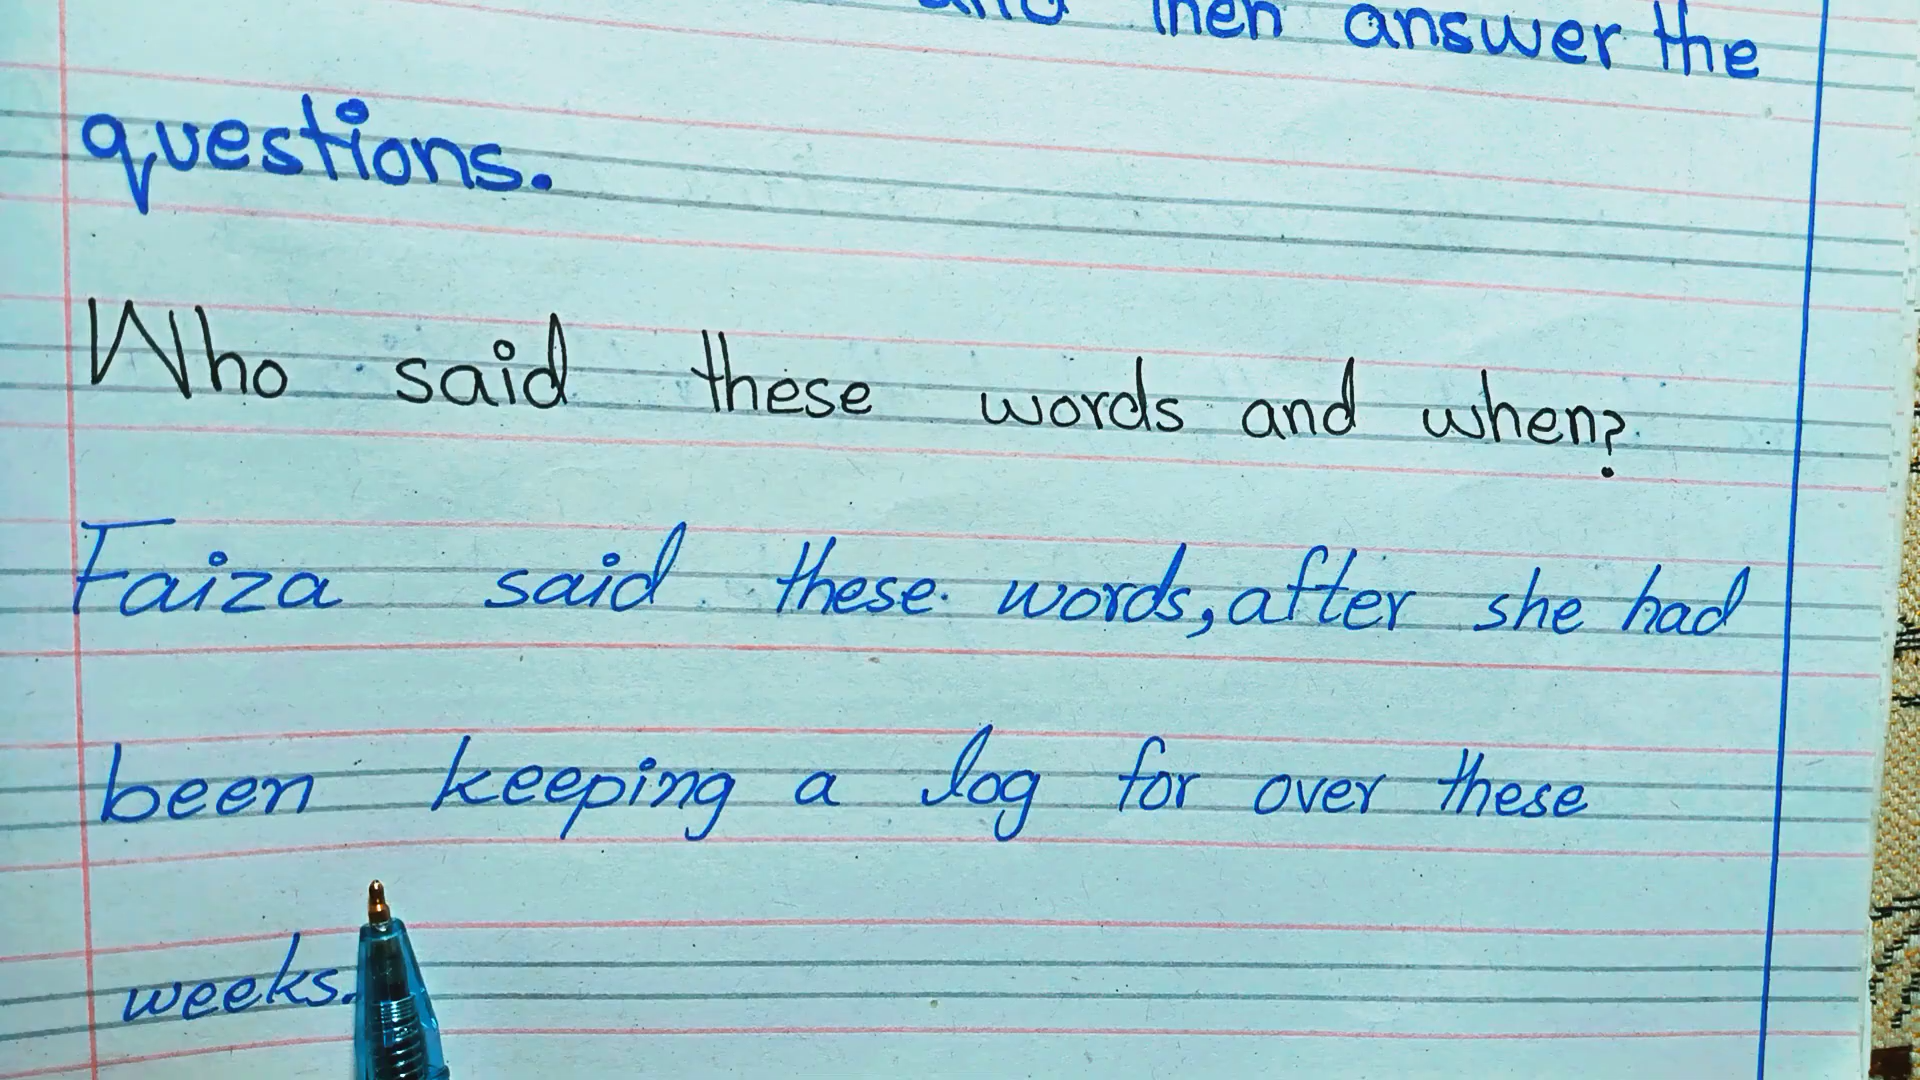 and then answer the
questions.
Who said these words and when?
Faiza said these words, after she had
been keeping a log for over these
weeks.